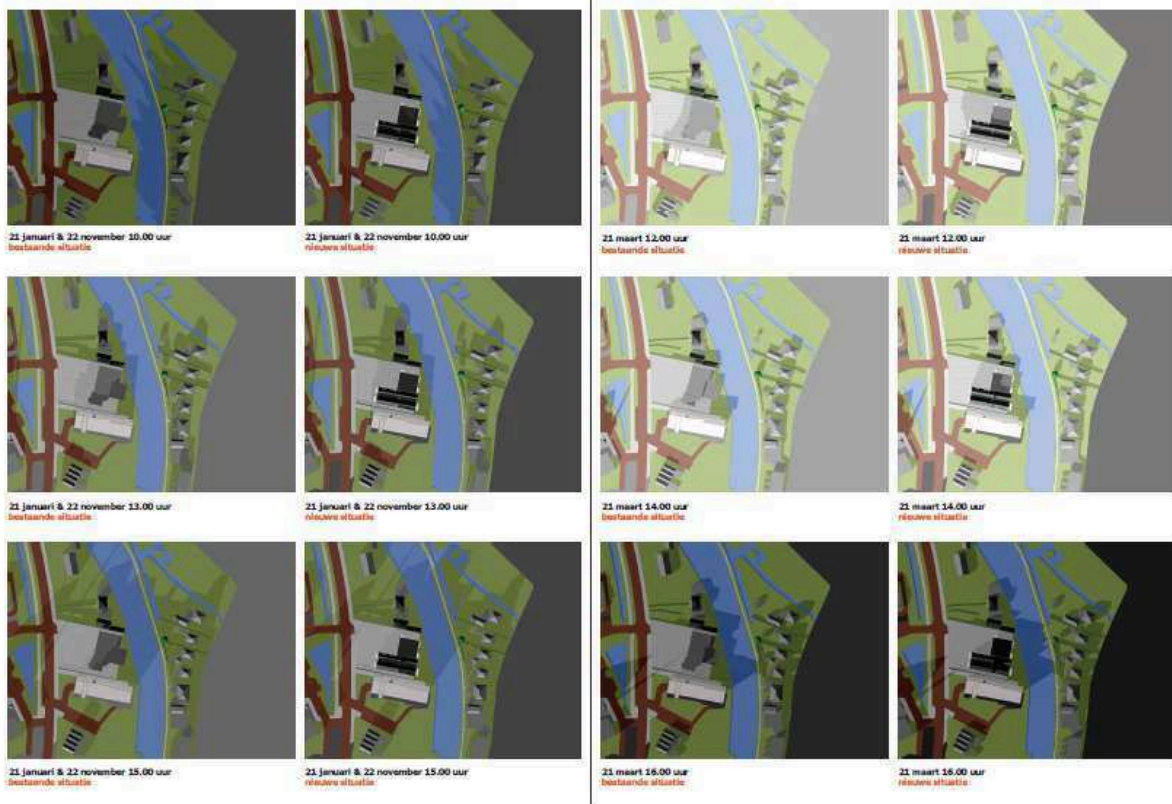 21 januari & 22 november 10.00 uur
bestaande situatie
21 januari & 22 november 10.00 uur
nieuwe situatie
21 januari & 22 november 13.00 uur
bestaande situatie
21 januari & 22 november 13.00 uur
nieuwe situatie
21 januari & 22 november 15.00 uur
bestaande situatie
21 januari & 22 november 15.00 uur
nieuwe situatie
21 maart 12.00 uur
bestaande situatie
21 maart 12.00 uur
nieuwe situatie
21 maart 14.00 uur
bestaande situatie
21 maart 14.00 uur
nieuwe situatie
21 maart 16.00 uur
bestaande situatie
21 maart 16.00 uur
nieuwe situatie